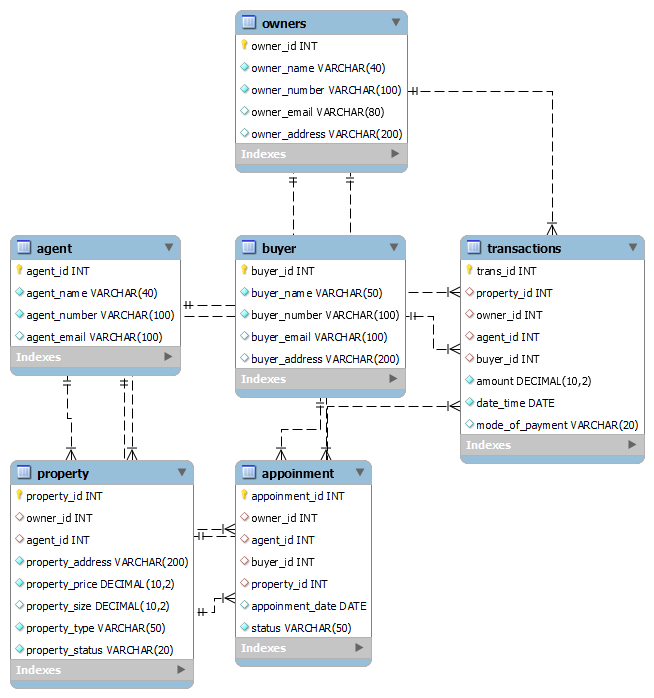 owners
owner_id INT
owner_name VARCHAR(40)
owner_number VARCHAR(100)
owner_email VARCHAR(80)
owner_address VARCHAR(200)
Indexes
agent
agent_id INT
agent_name VARCHAR(40)
agent_number VARCHAR(100)
agent_email VARCHAR(100)
Indexes
buyer
buyer_id INT
buyer_name VARCHAR(50)
buyer_number VARCHAR(100)
buyer_email VARCHAR(100)
buyer_address VARCHAR(200)
Indexes
transactions
trans_id INT
property_id INT
owner_id INT
agent_id INT
buyer_id INT
amount DECIMAL(10,2)
date_time DATE
mode_of_payment VARCHAR(20)
Indexes
property
property_id INT
owner_id INT
agent_id INT
property_address VARCHAR(200)
property_price DECIMAL(10,2)
property_size DECIMAL(10,2)
property_type VARCHAR(50)
property_status VARCHAR(20)
Indexes
appoinment
appoinment_id INT
owner_id INT
agent_id INT
buyer_id INT
property_id INT
appoinment_date DATE
status VARCHAR(50)
Indexes